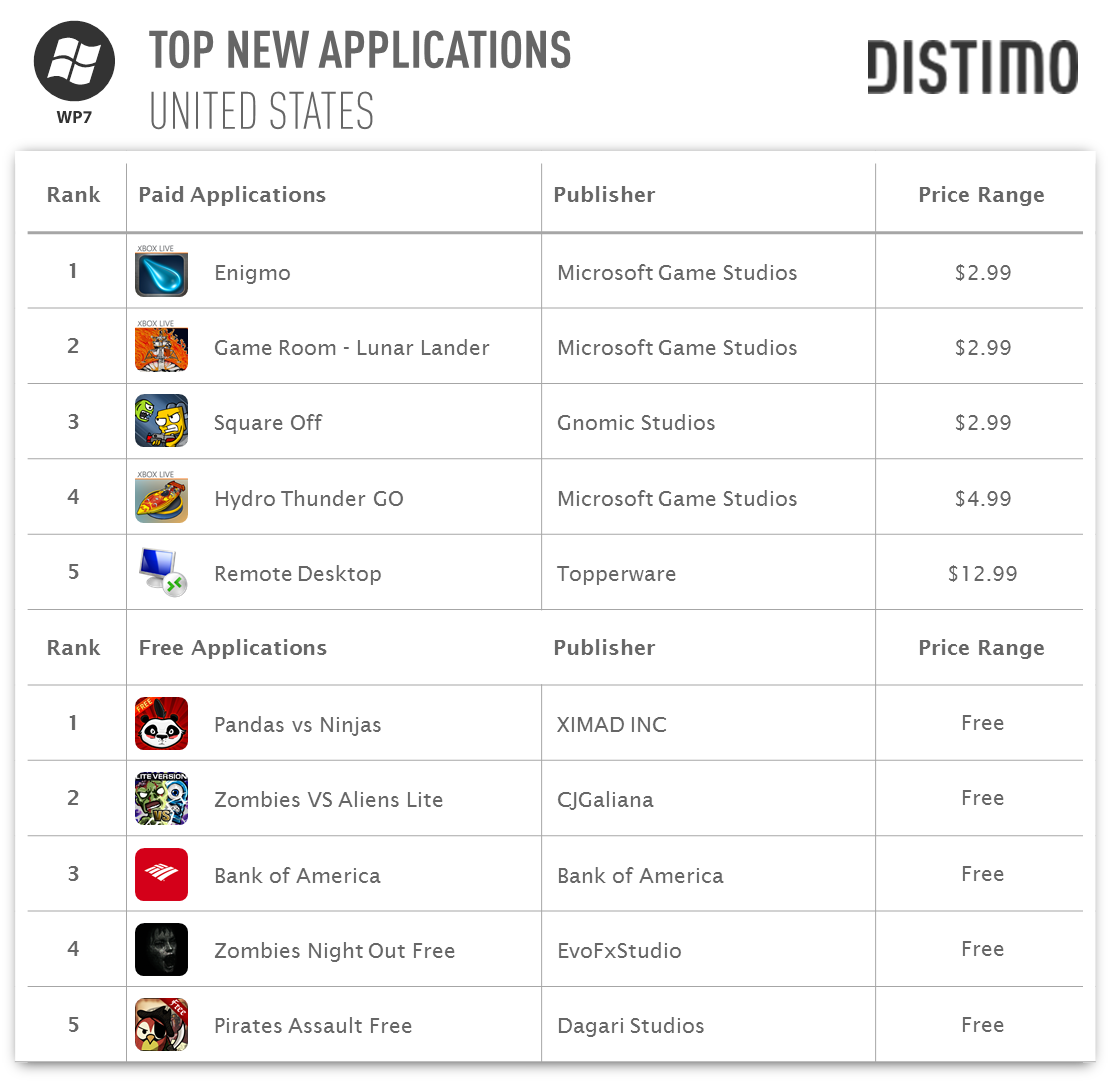 TOP NEW APPLICATIONS
UNITED STATES
WP7
DISTIMO
Rank Paid Applications Publisher Price Range
XBOX LIVE
1 Enigmo Microsoft Game Studios $2.99
XBOX LIVE
2 Game Room - Lunar Lander Microsoft Game Studios $2.99
3 Square Off Gnomic Studios $2.99
XBOX LIVE
4 Hydro Thunder GO Microsoft Game Studios $4.99
5 Remote Desktop Topperware $12.99
Rank Free Applications Publisher Price Range
FREE
1 Pandas vs Ninjas XIMAD INC Free
LITE VERSION
VS
2 Zombies VS Aliens Lite CJGaliana Free
3 Bank of America Bank of America Free
4 Zombies Night Out Free EvoFxStudio Free
Free
5 Pirates Assault Free Dagari Studios Free